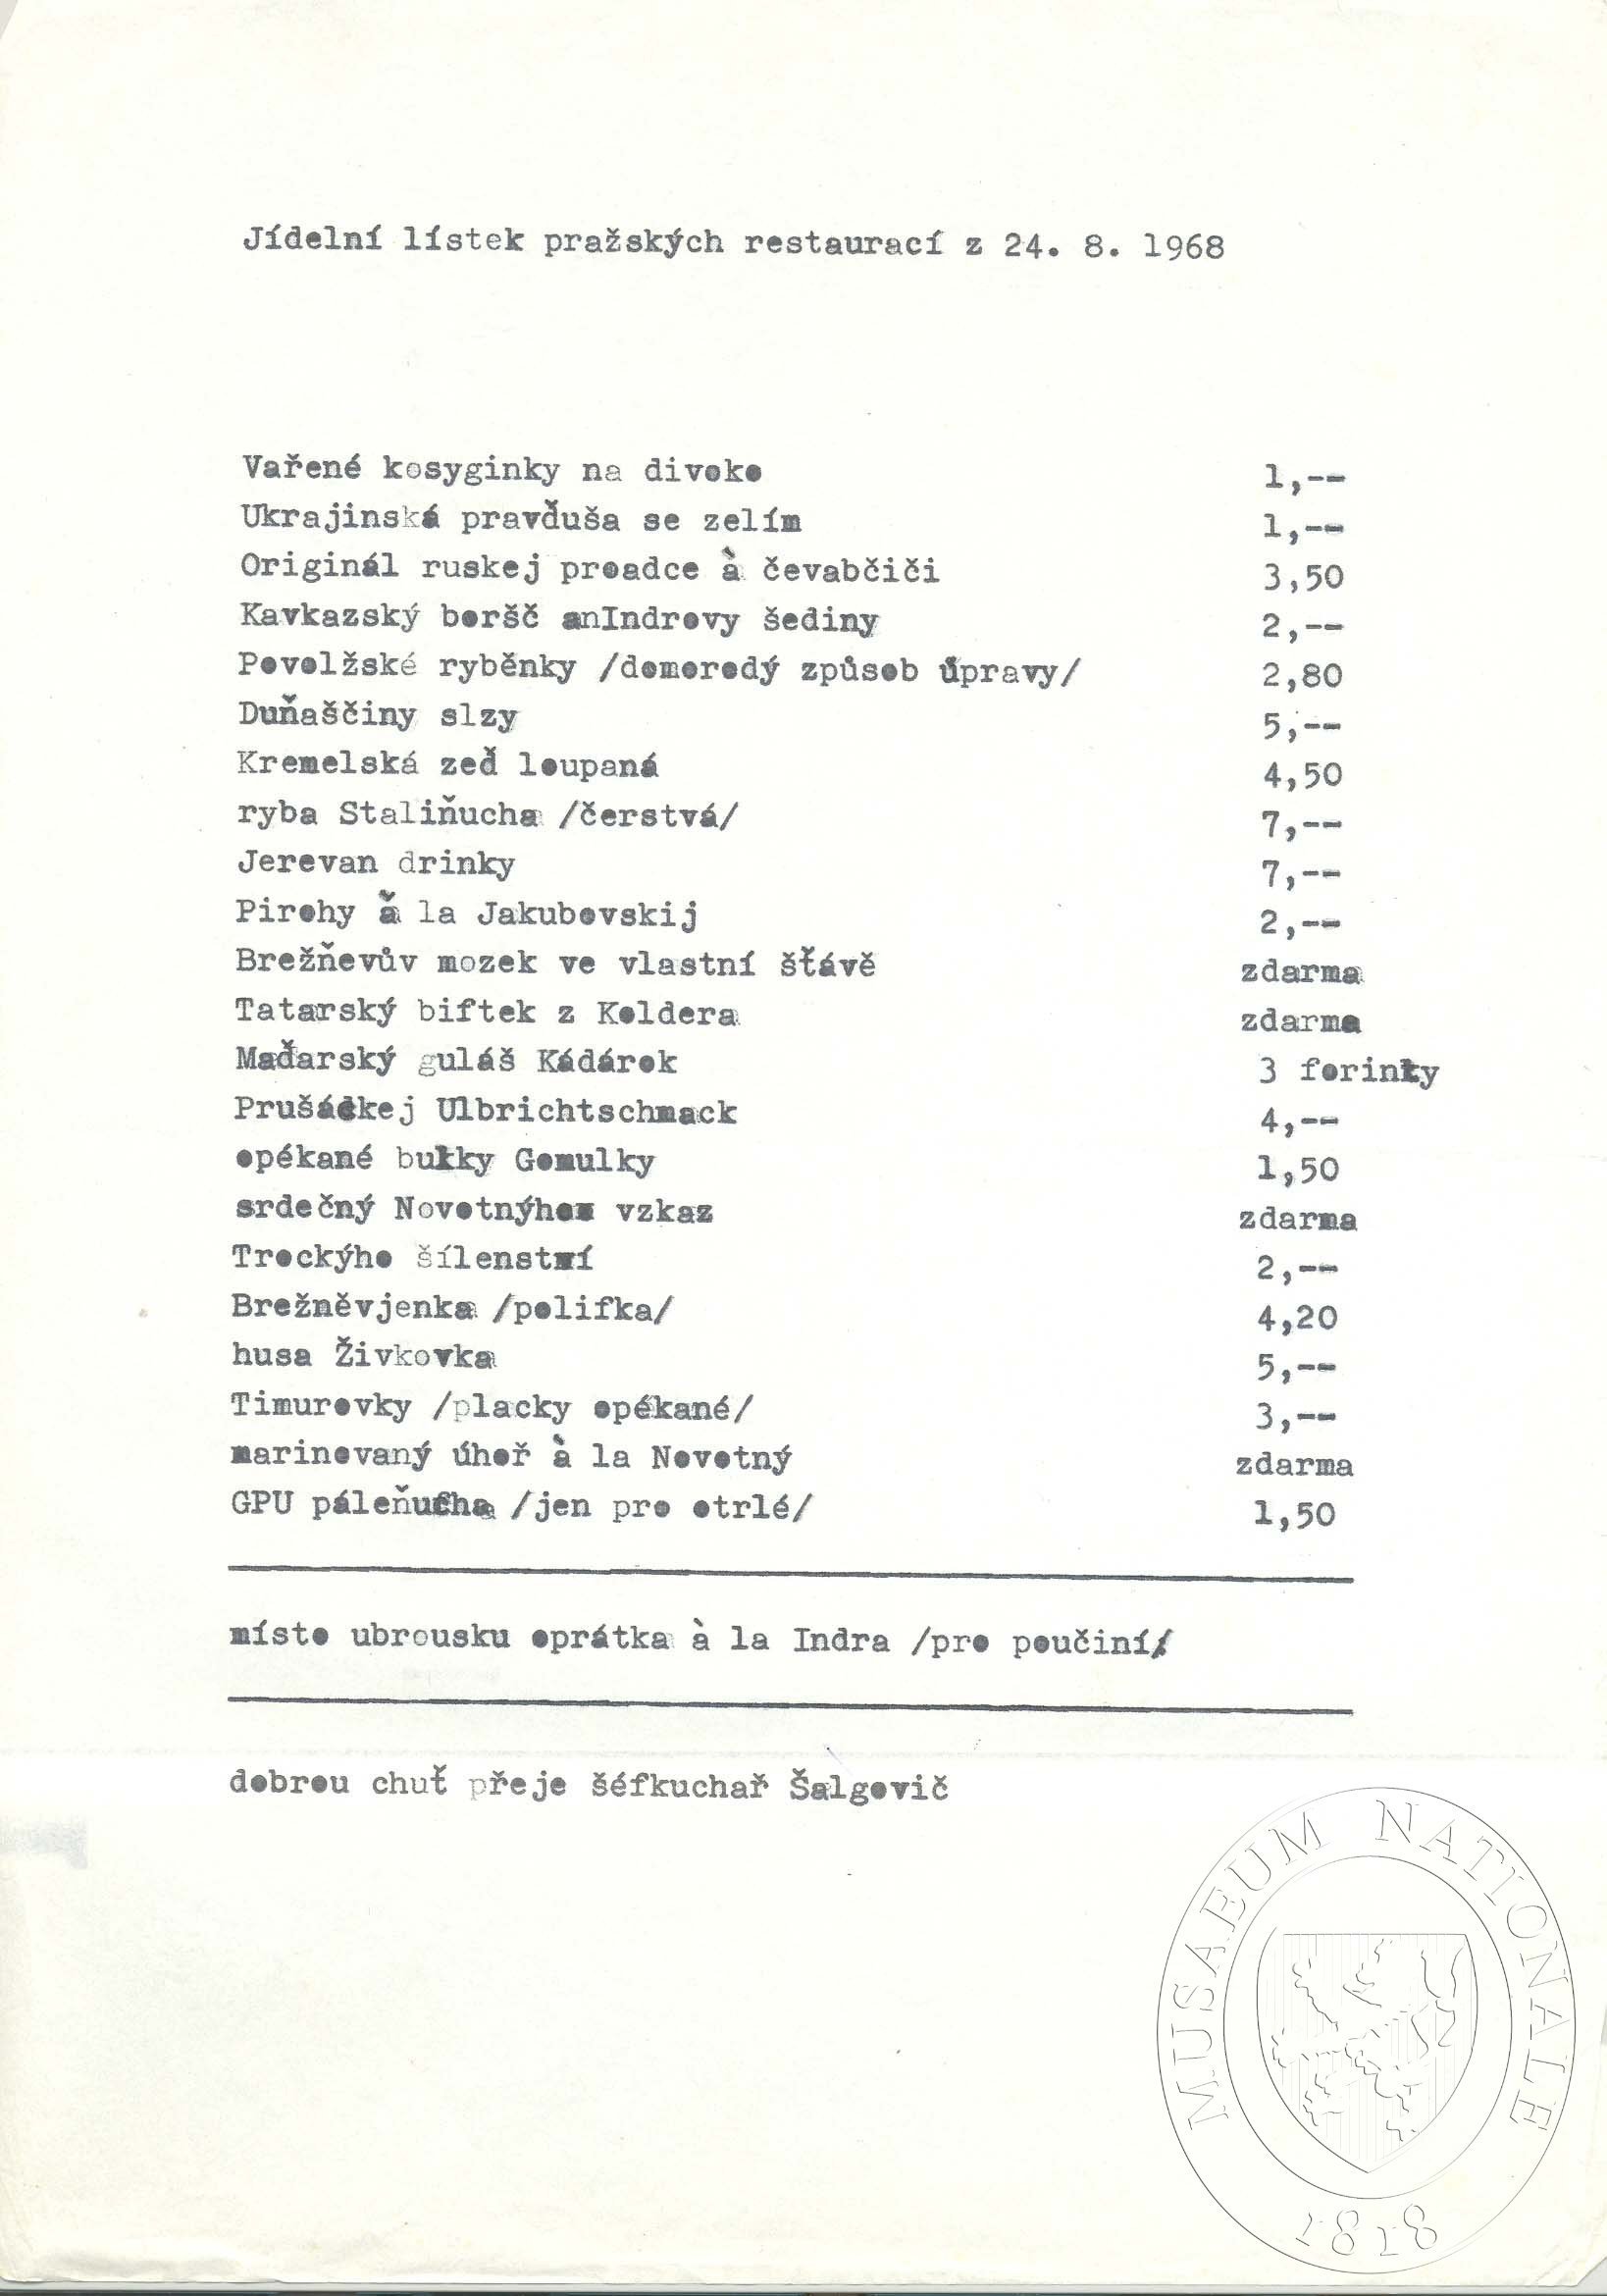 Jídelní lístek pražských restaurací z 24. 8. 1968
Vařené kosyginky na divoko 1,--
Ukrajinská pravďuša se zelím 1,--
Originál ruskej proadce à čevabčiči 3,50
Kavkazský boršč anIndrovy šediny 2,--
Povolžské ryběnky /domorodý způsob úpravy/ 2,80
Duňaščiny slzy 5,--
Kremelská zeď loupaná 4,50
ryba Staliňucha /čerstvá/ 7,--
Jerevan drinky 7,--
Pirohy ǎ la Jakubovskij 2,--
Brežňevův mozek ve vlastní šťávě zdarma
Tatarský biftek z Koldera zdarma
Maďarský guláš Kádárok 3 forinty
Prušáckej Ulbrichtschmack 4,--
opékané bulky Gomulky 1,50
srdečný Novotnýho vzkaz zdarma
Trockýho šílenství 2,--
Brežněvjenka /polifka/ 4,20
husa Živkovka 5,--
Timurovky /placky opékané/ 3,--
marinovaný úhoř à la Novotný zdarma
GPU páleňucha /jen pro otrlé/ 1,50
místo ubrousku oprátka à la Indra /pro poučiní/
dobrou chuť přeje šéfkuchař Šalgovič
MUSAEUM NATIONALE
1818